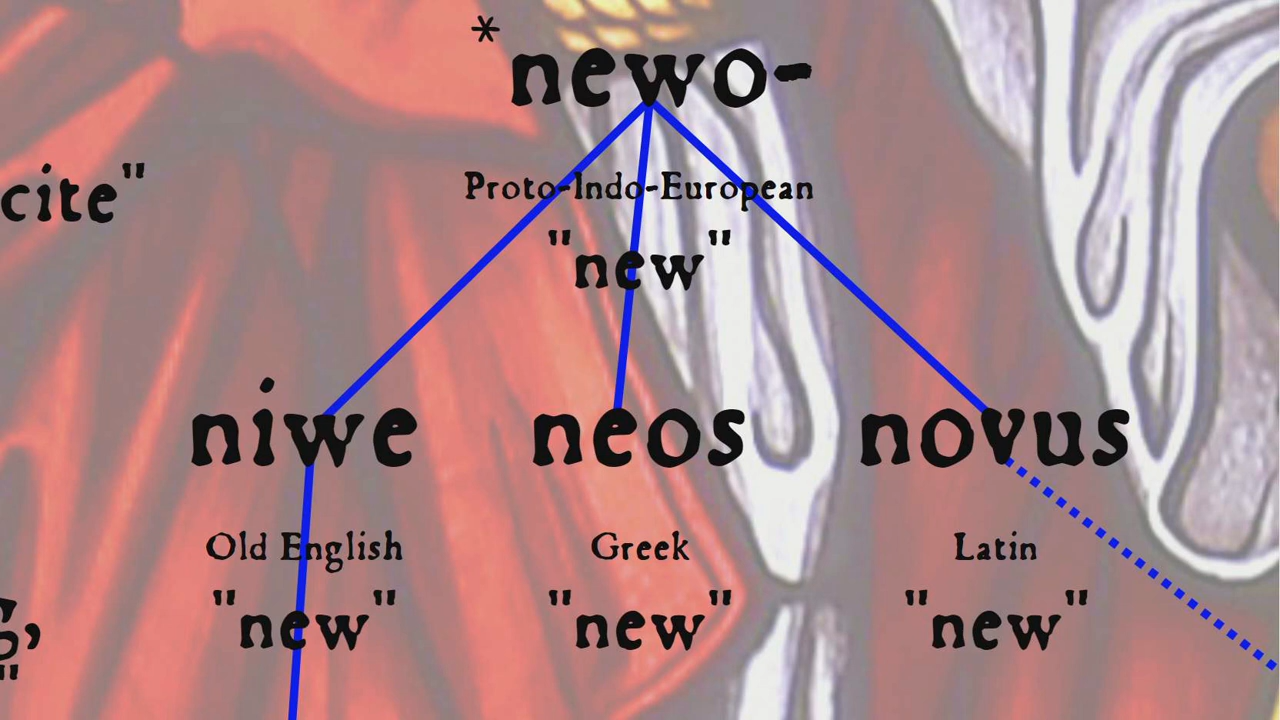 *newo-
Proto-Indo-European
cite"
"new"
niwe neos novus
Old English Greek Latin
"new" "new" "new"